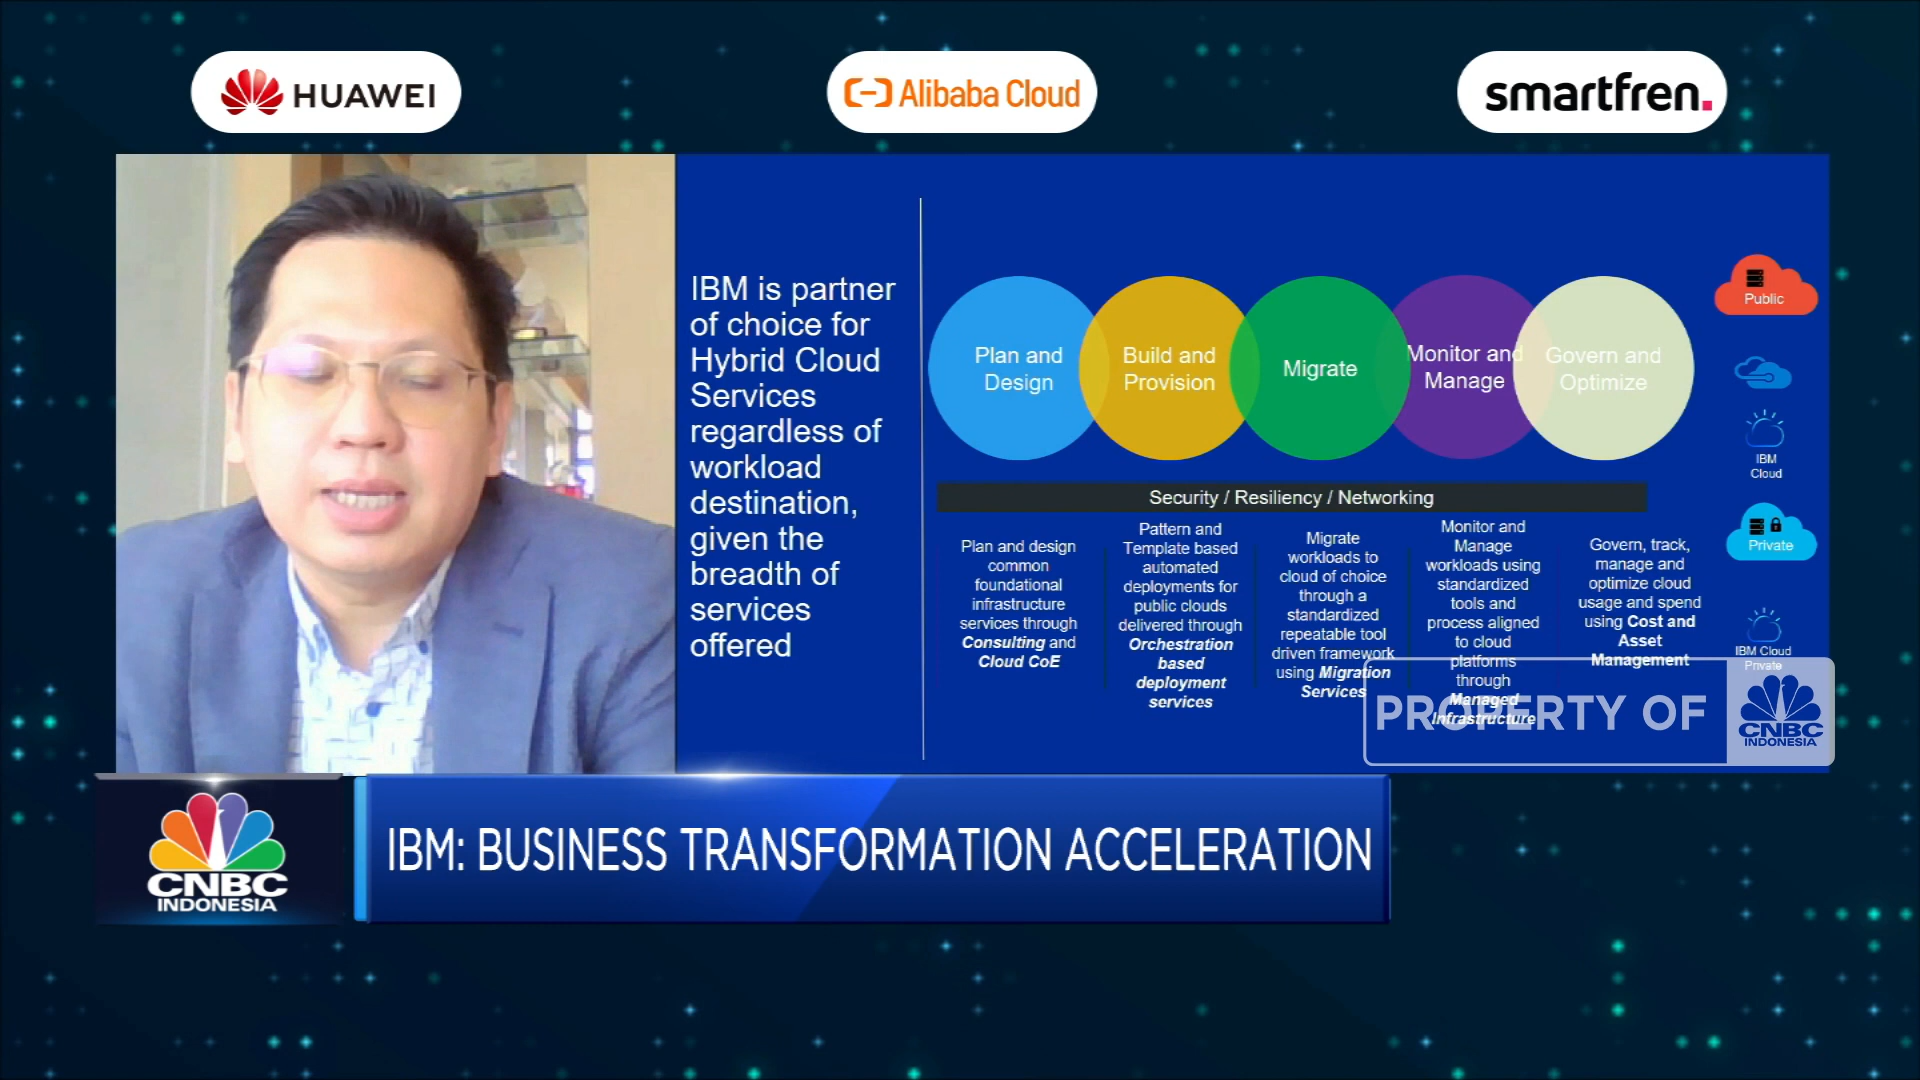 HUAWEI
Alibaba Cloud
smartfren.
IBM is partner
of choice for
Hybrid Cloud
Services
regardless of
workload
destination,
given the
breadth of
services
offered
Plan and
Design
Build and
Provision
Migrate
Monitor and
Manage
Govern and
Optimize
Security / Resiliency / Networking
Plan and design
common
foundational
infrastructure
services through
Consulting and
Cloud CoE
Pattern and
Template based
automated
deployments for
public clouds
delivered through
Orchestration
based
deployment
services
Migrate
workloads to
cloud of choice
through a
standardized
repeatable tool
driven framework
using Migration
Services
Monitor and
Manage
workloads using
standardized
tools and
process aligned
to cloud
platforms
through
Managed
Infrastructure
Govern, track,
manage and
optimize cloud
usage and spend
using Cost and
Asset
Management
Public
IBM
Cloud
Private
IBM Cloud
Private
PROPERTY OF
CNBC
INDONESIA
CNBC
INDONESIA
IBM: BUSINESS TRANSFORMATION ACCELERATION